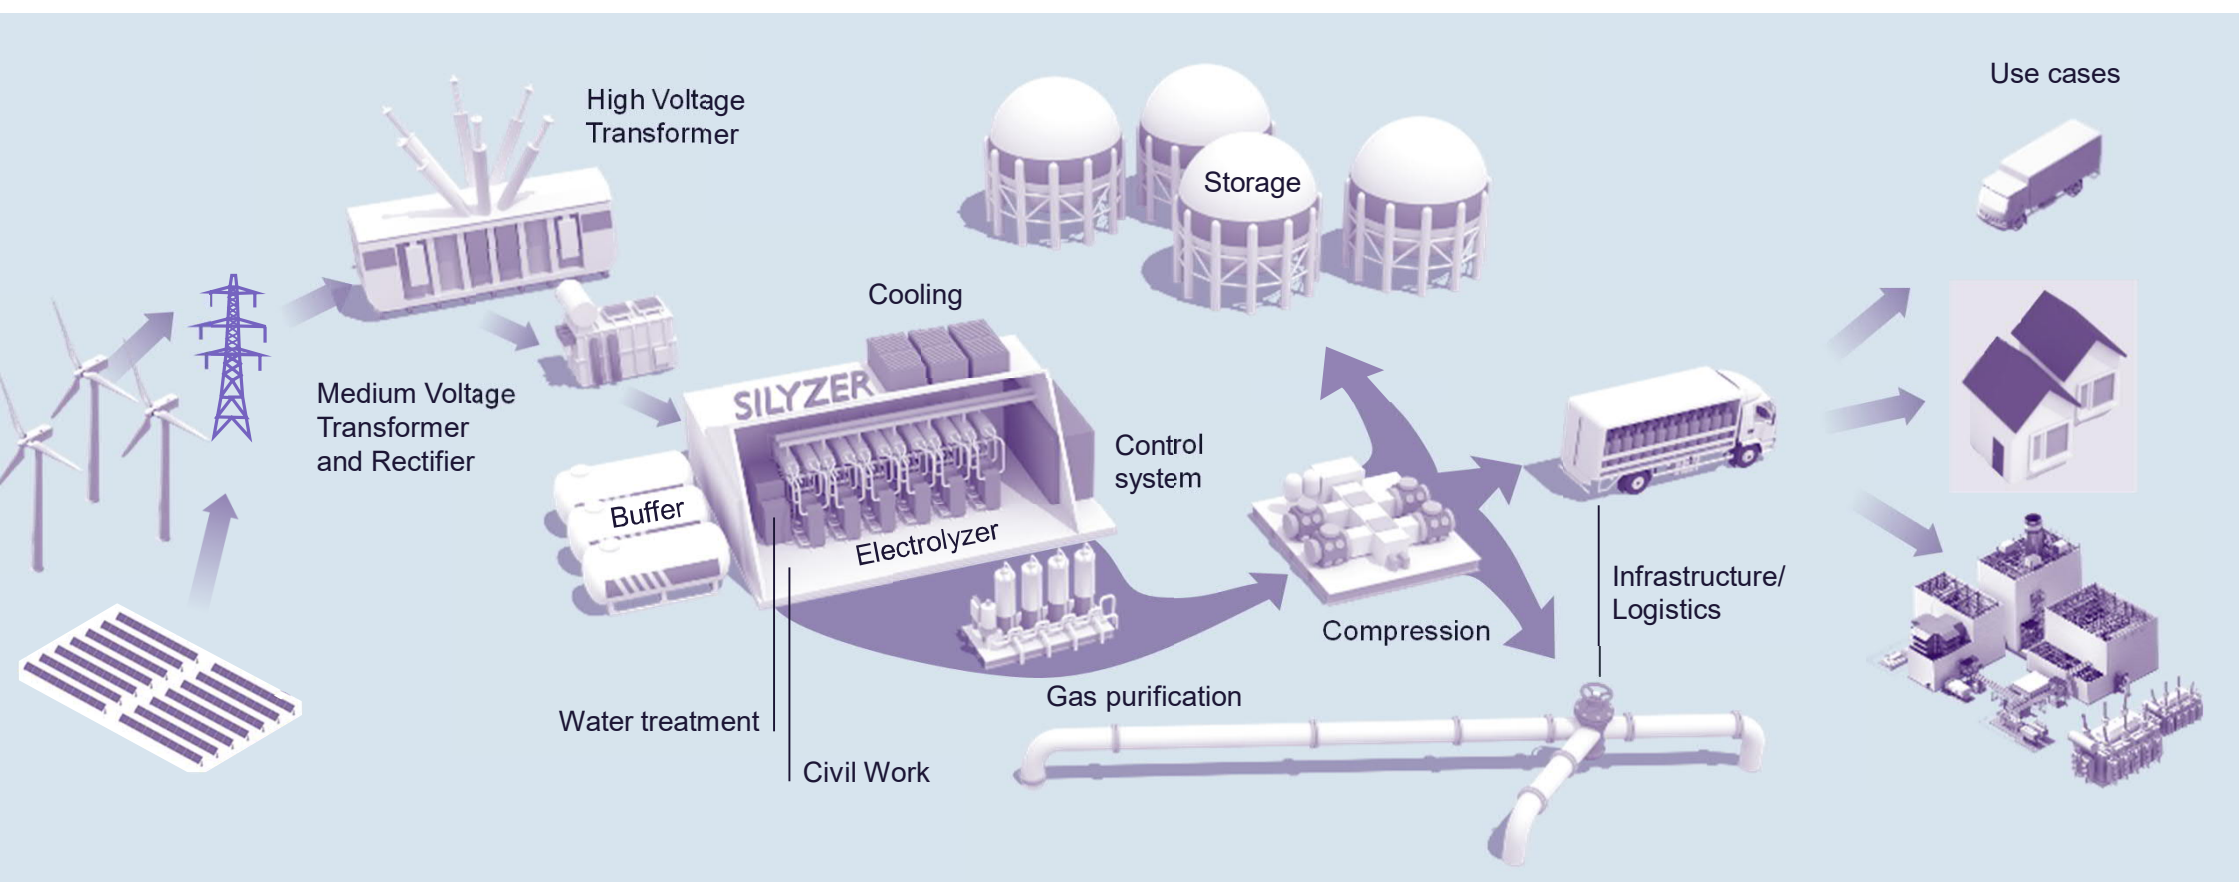 High Voltage
Transformer
Use cases
Storage
Cooling
Medium Voltage
Transformer
and Rectifier
SILYZER
Control
system
Buffer
Electrolyzer
Infrastructure/
Logistics
Compression
Gas purification
Water treatment
Civil Work